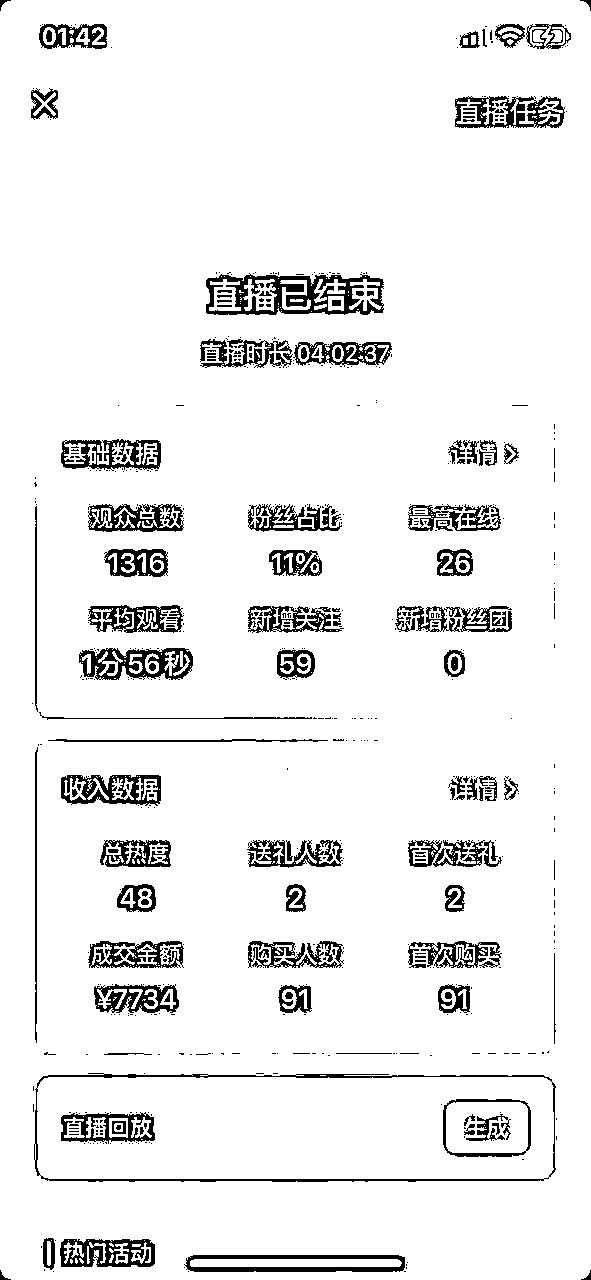 01:42
直播任务
直播已结束
直播时长 04:02:37
基础数据 详情
观众总数 粉丝占比 最高在线
1316 11% 26
平均观看 新增关注 新增粉丝团
1分56秒 59 0
收入数据 详情
总热度 送礼人数 首次送礼
48 2 2
成交金额 购买人数 首次购买
¥7734 91 91
直播回放 生成
热门活动